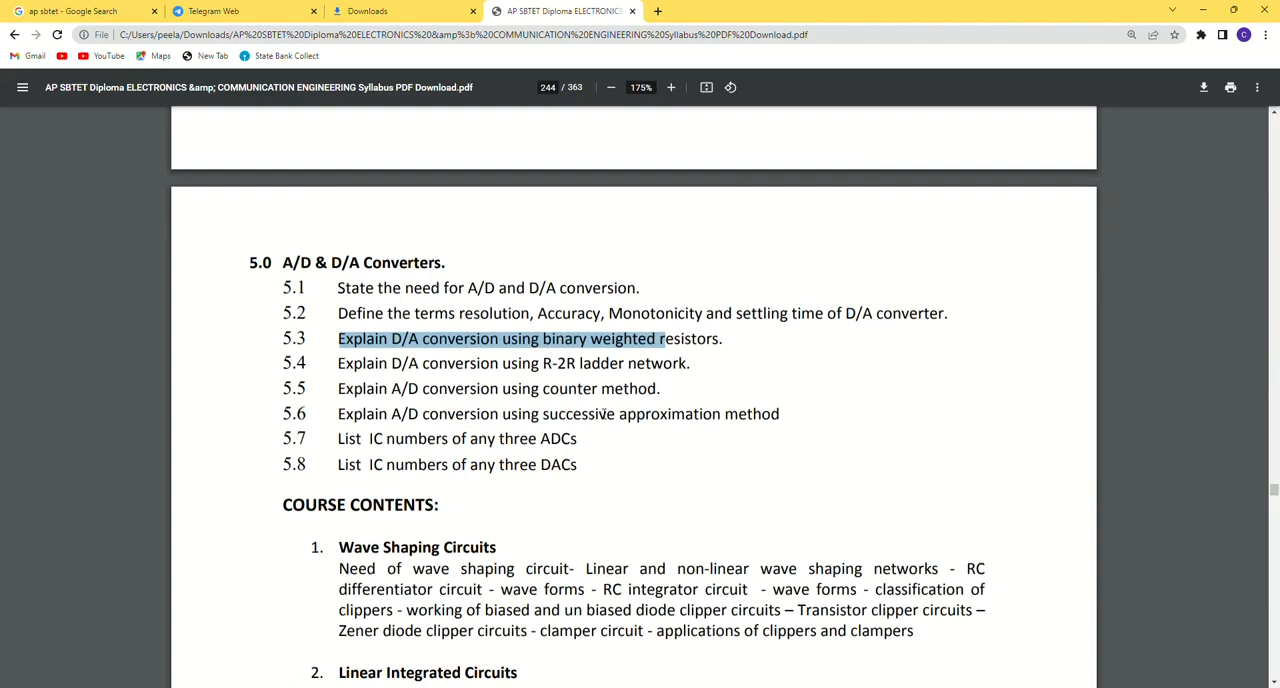 ap sbtet - Google Search
Telegram Web
Downloads
AP SBTET Diploma ELECTRONICS
File
C:/Users/peela/Downloads/AP%20SBTET%20Diploma%20ELECTRONICS%20&amp%3b%20COMMUNICATION%20ENGINEERING%20Syllabus%20PDF%20Download.pdf
C
Gmail
YouTube
Maps
New Tab
State Bank Collect
AP SBTET Diploma ELECTRONICS &amp; COMMUNICATION ENGINEERING Syllabus PDF Download.pdf
244 / 363
175%
5.0 A/D & D/A Converters.
5.1 State the need for A/D and D/A conversion.
5.2 Define the terms resolution, Accuracy, Monotonicity and settling time of D/A converter.
5.3 Explain D/A conversion using binary weighted resistors.
5.4 Explain D/A conversion using R-2R ladder network.
5.5 Explain A/D conversion using counter method.
5.6 Explain A/D conversion using successive approximation method
5.7 List IC numbers of any three ADCs
5.8 List IC numbers of any three DACs
COURSE CONTENTS:
1. Wave Shaping Circuits
Need of wave shaping circuit- Linear and non-linear wave shaping networks - RC
differentiator circuit - wave forms - RC integrator circuit - wave forms - classification of
clippers - working of biased and un biased diode clipper circuits – Transistor clipper circuits –
Zener diode clipper circuits - clamper circuit - applications of clippers and clampers
2. Linear Integrated Circuits